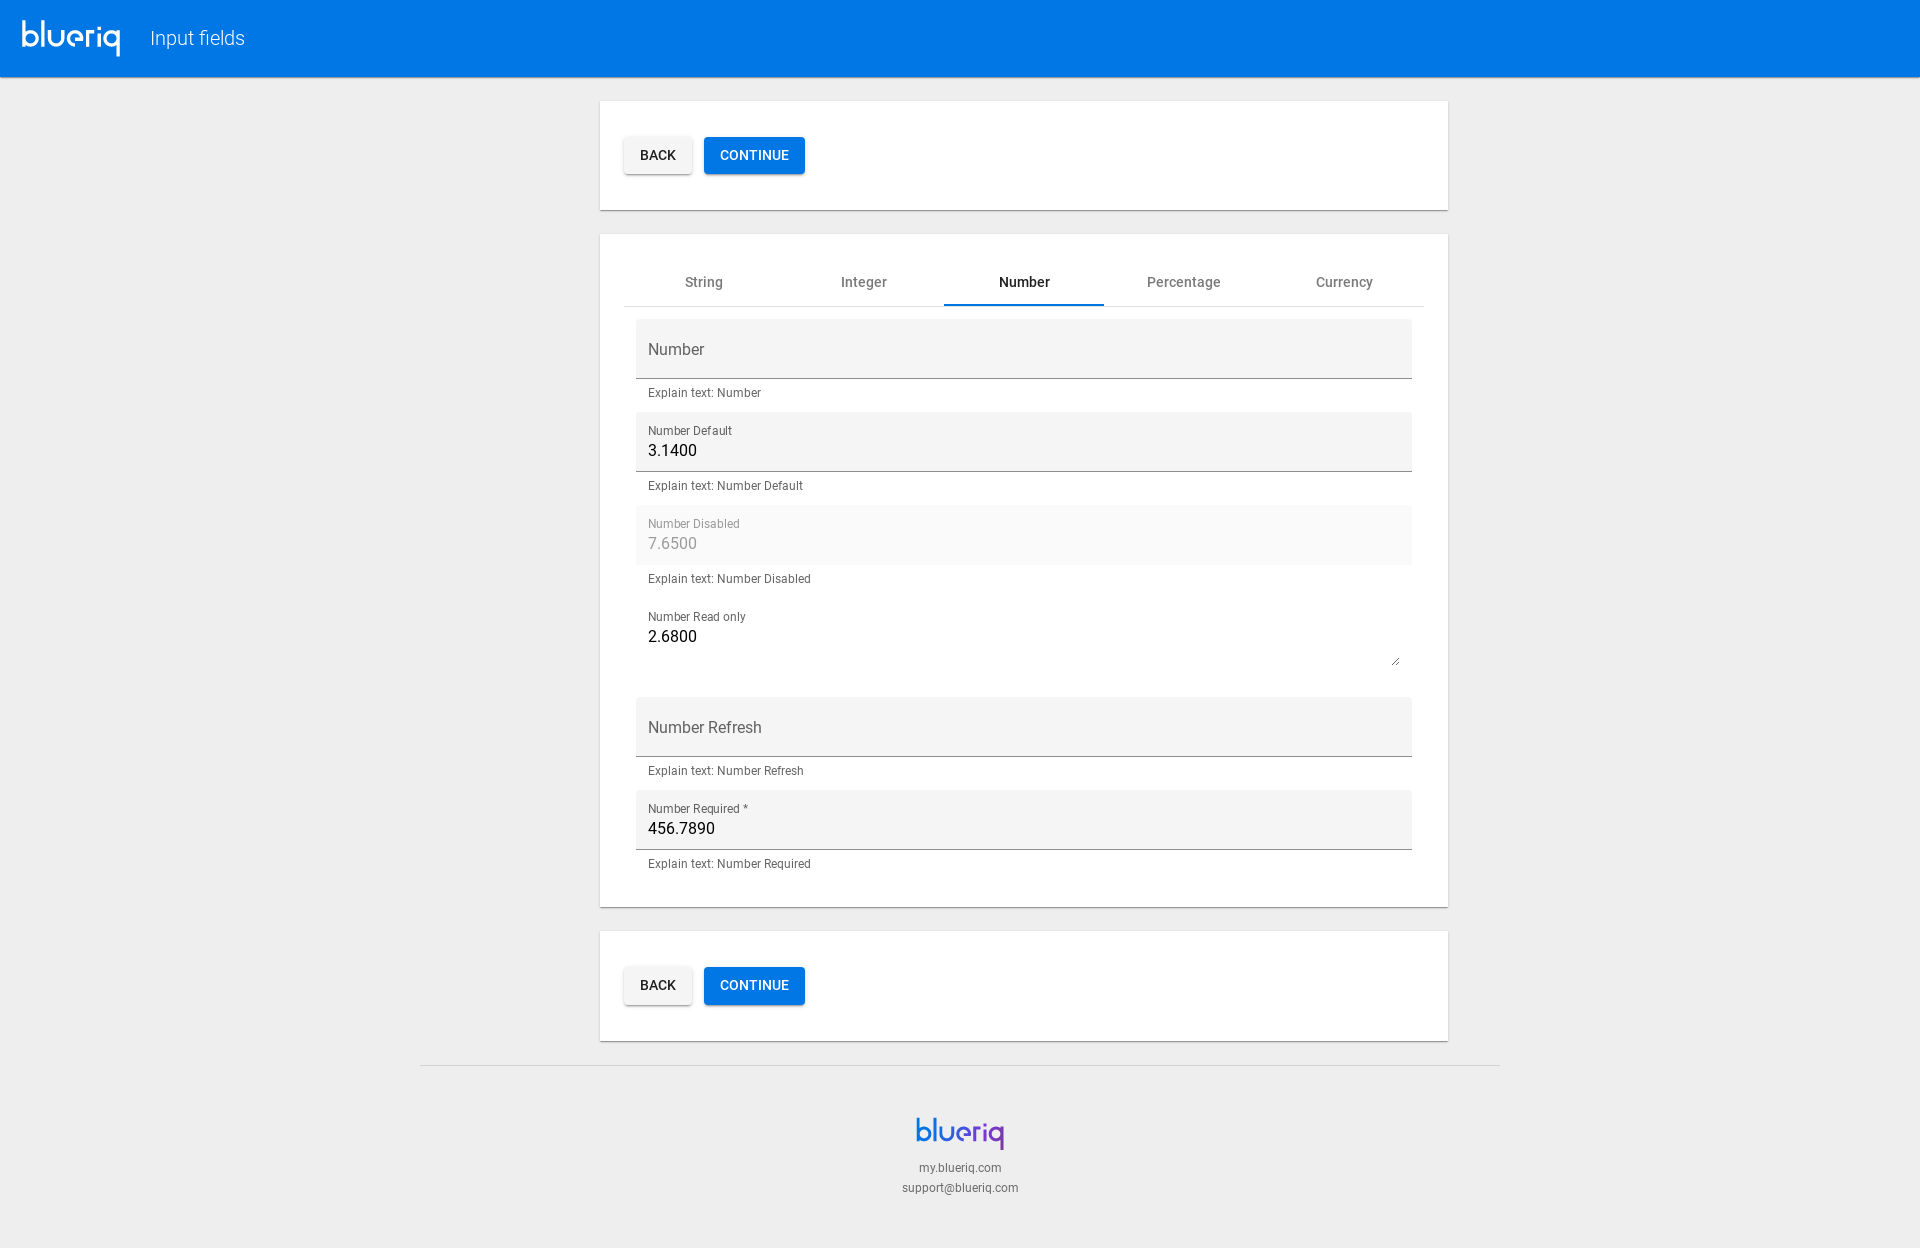 blueriq Input fields
BACK CONTINUE
String Integer Number Percentage Currency
Number
Explain text: Number
Number Default
3.1400
Explain text: Number Default
Number Disabled
7.6500
Explain text: Number Disabled
Number Read only
2.6800
Number Refresh
Explain text: Number Refresh
Number Required *
456.7890
Explain text: Number Required
BACK CONTINUE
blueriq
my.blueriq.com
support@blueriq.com